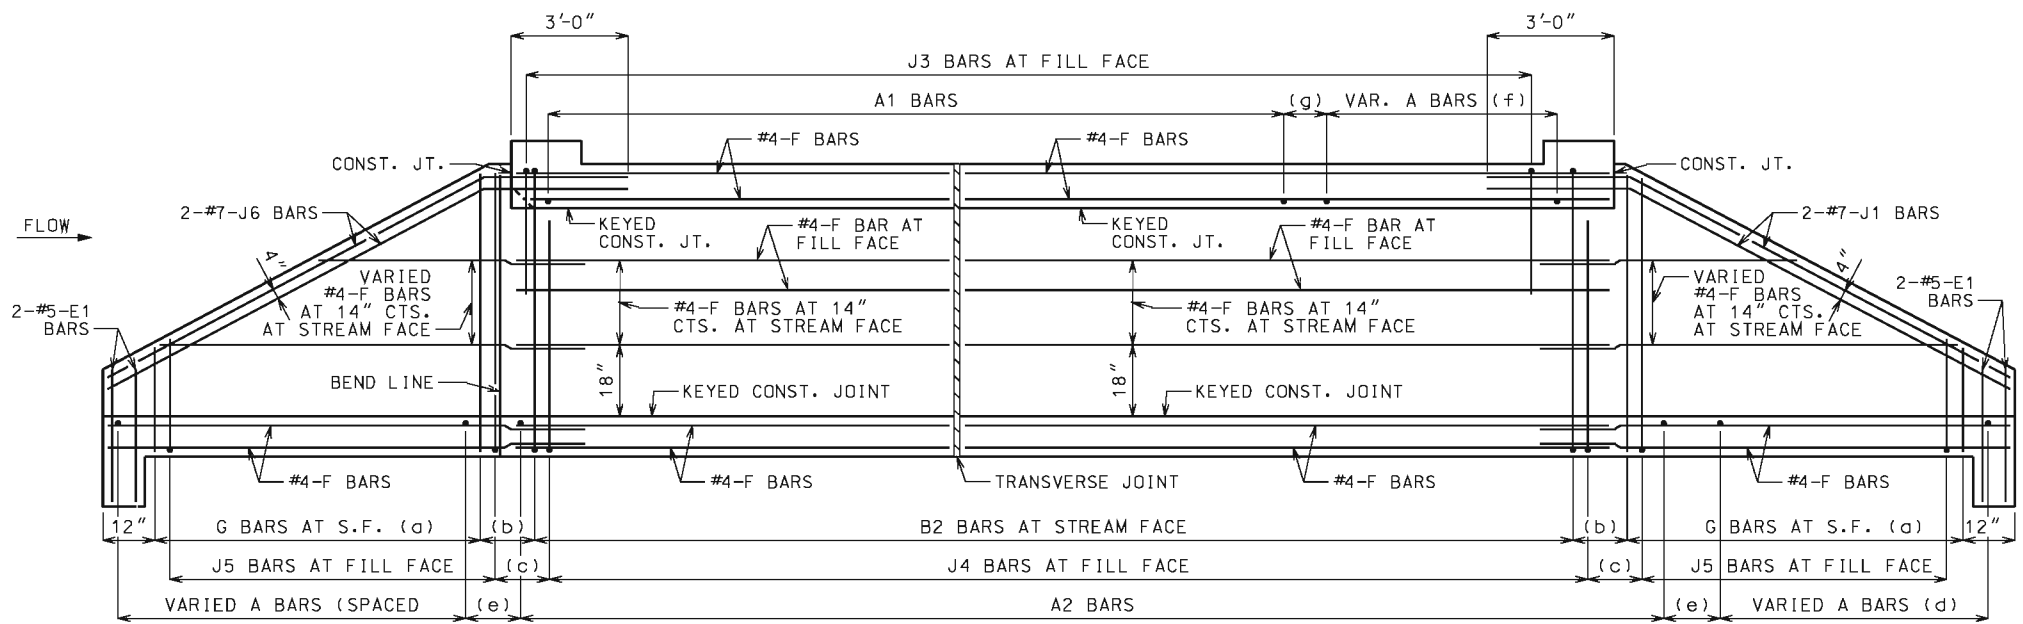 3'-0"
3'-0"
J3 BARS AT FILL FACE
A1 BARS
(g)
VAR. A BARS (f)
#4-F BARS
#4-F BARS
CONST. JT.
CONST. JT.
2-#7-J6 BARS
2-#7-J1 BARS
FLOW
KEYED
CONST. JT.
#4-F BAR AT
FILL FACE
KEYED
CONST. JT.
#4-F BAR AT
FILL FACE
4"
4"
VARIED
#4-F BARS
AT 14" CTS.
AT STREAM FACE
#4-F BARS AT 14"
CTS. AT STREAM FACE
#4-F BARS AT 14"
CTS. AT STREAM FACE
VARIED
#4-F BARS
AT 14" CTS.
AT STREAM FACE
2-#5-E1
BARS
2-#5-E1
BARS
BEND LINE
18"
KEYED CONST. JOINT
18"
KEYED CONST. JOINT
#4-F BARS
#4-F BARS
TRANSVERSE JOINT
#4-F BARS
#4-F BARS
12"
G BARS AT S.F. (a)
(b)
B2 BARS AT STREAM FACE
(b)
G BARS AT S.F. (a)
12"
J5 BARS AT FILL FACE
(c)
J4 BARS AT FILL FACE
(c)
J5 BARS AT FILL FACE
VARIED A BARS (SPACED
(e)
A2 BARS
(e)
VARIED A BARS (d)